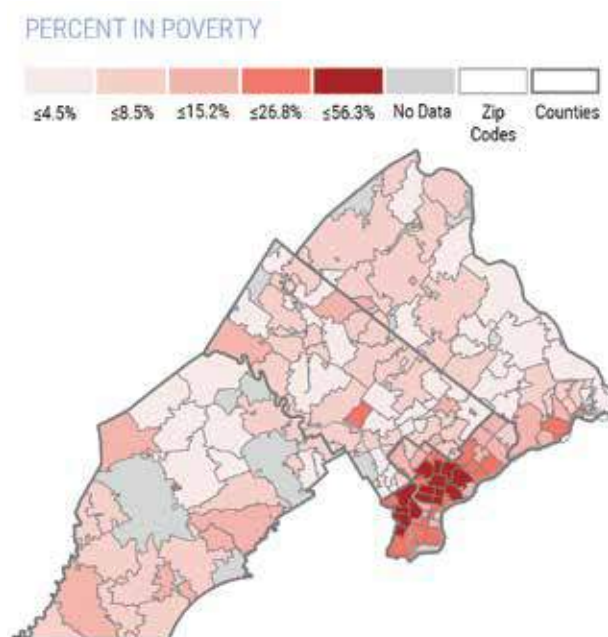 PERCENT IN POVERTY
≤4.5% ≤8.5% ≤15.2% ≤26.8% ≤56.3% No Data Zip Counties
Codes